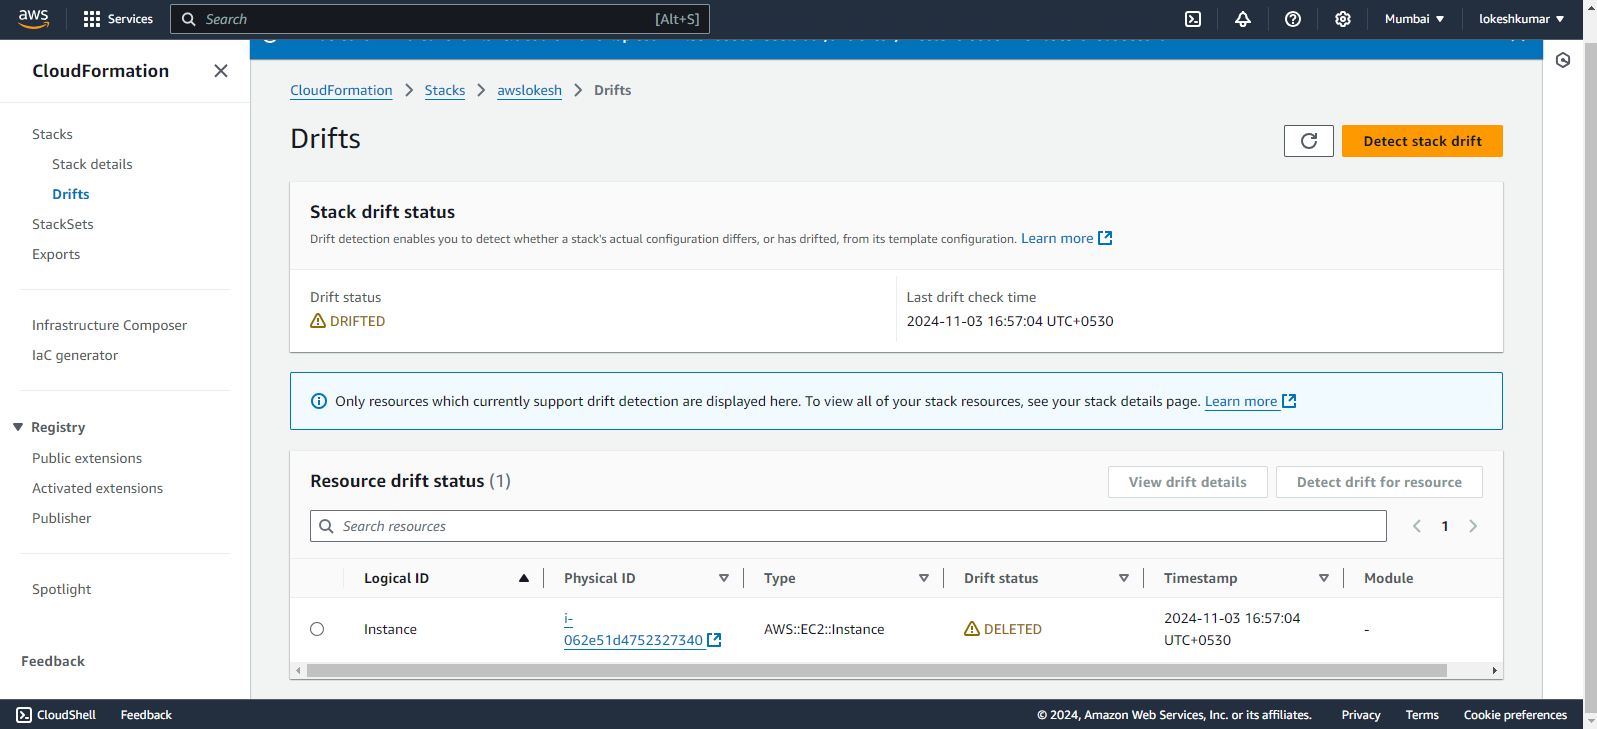 aws
Services
Search
[Alt+S]
Mumbai
lokeshkumar
CloudFormation
Stacks
Stack details
Drifts
StackSets
Exports
Infrastructure Composer
IaC generator
Registry
Public extensions
Activated extensions
Publisher
Spotlight
Feedback
CloudFormation > Stacks > awslokesh > Drifts
Drifts
Detect stack drift
Stack drift status
Drift detection enables you to detect whether a stack's actual configuration differs, or has drifted, from its template configuration. Learn more
Drift status
DRIFTED
Last drift check time
2024-11-03 16:57:04 UTC+0530
Only resources which currently support drift detection are displayed here. To view all of your stack resources, see your stack details page. Learn more
Resource drift status (1)
View drift details
Detect drift for resource
Search resources
1
Logical ID
Physical ID
Type
Drift status
Timestamp
Module
Instance
i-
062e51d4752327340
AWS::EC2::Instance
DELETED
2024-11-03 16:57:04
UTC+0530
-
CloudShell
Feedback
© 2024, Amazon Web Services, Inc. or its affiliates.
Privacy
Terms
Cookie preferences